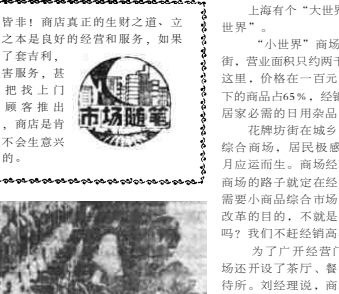 皆非！商店真正的生财之道、立
之本是良好的经营和服务，如果
了套吉利，
害服务，甚
把找上门
顾客推出
，商店是肯
不会生意兴
的。
市场随笔
上海有个“大世界
世界”。
“小世界”商场
街，营业面积只约两千
这里，价格在一百元
下的商品占65%，经销
居家必需的日用杂品
花牌坊街在城乡
综合商场，居民极感
月应运而生。商场经
商场的路子就定在经
需要小商品综合市场
改革的目的，不就是
吗？我们不赶经销高
为了广开经营门
场还开设了茶厅、餐
待所。刘经理说，商